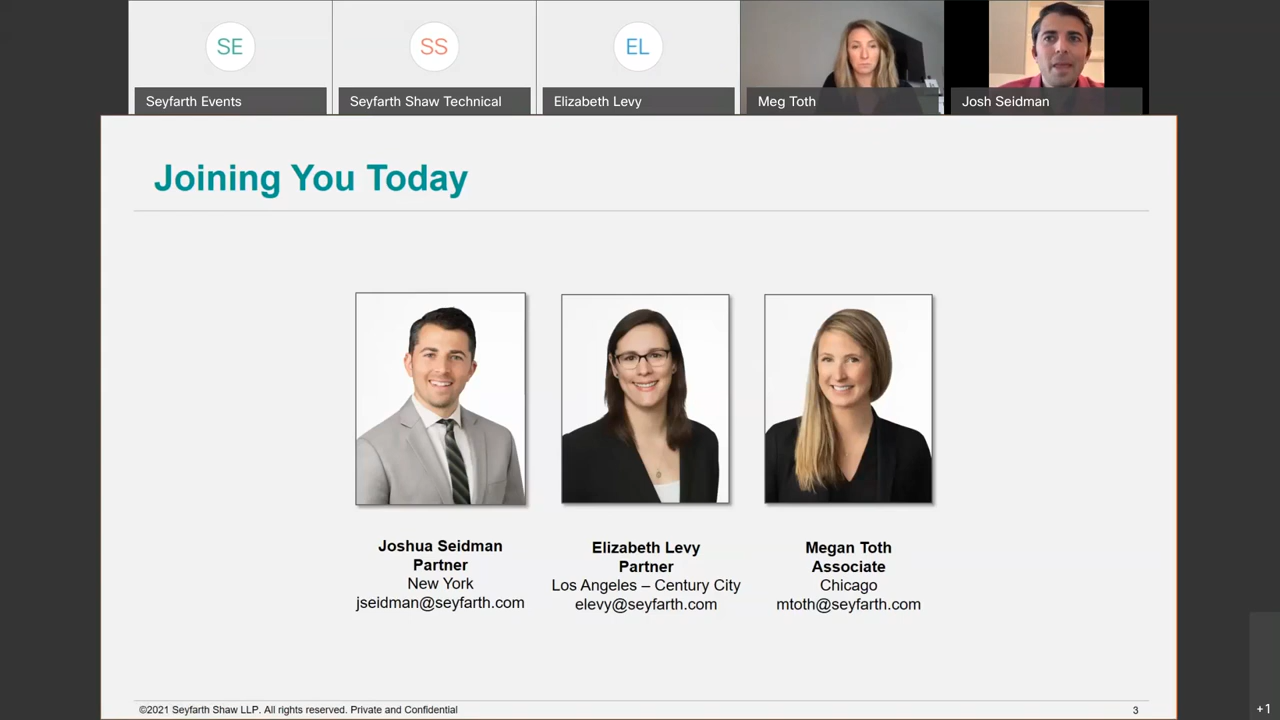 SE
SS
EL
Seyfarth Events
Seyfarth Shaw Technical
Elizabeth Levy
Meg Toth
Josh Seidman
Joining You Today
Joshua Seidman
Partner
New York
jseidman@seyfarth.com
Elizabeth Levy
Partner
Los Angeles – Century City
elevy@seyfarth.com
Megan Toth
Associate
Chicago
mtoth@seyfarth.com
©2021 Seyfarth Shaw LLP. All rights reserved. Private and Confidential
3
+1